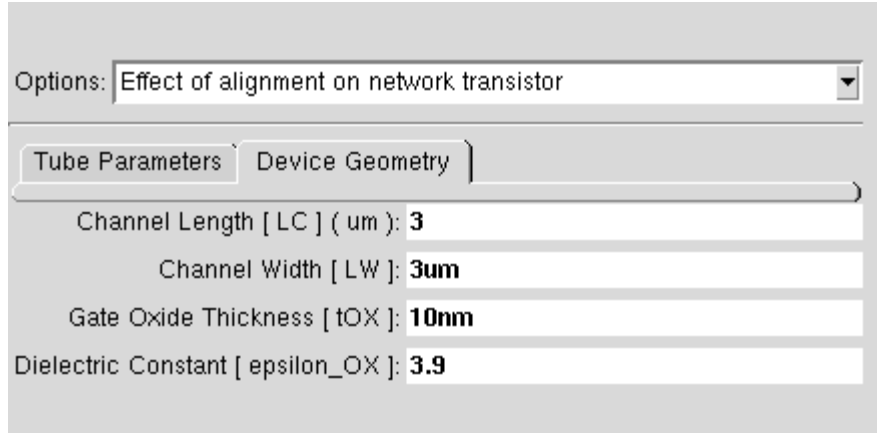 Options: Effect of alignment on network transistor
Tube Parameters Device Geometry
Channel Length [ LC ] ( um ): 3
Channel Width [ LW ]: 3um
Gate Oxide Thickness [ tOX ]: 10nm
Dielectric Constant [ epsilon_OX ]: 3.9